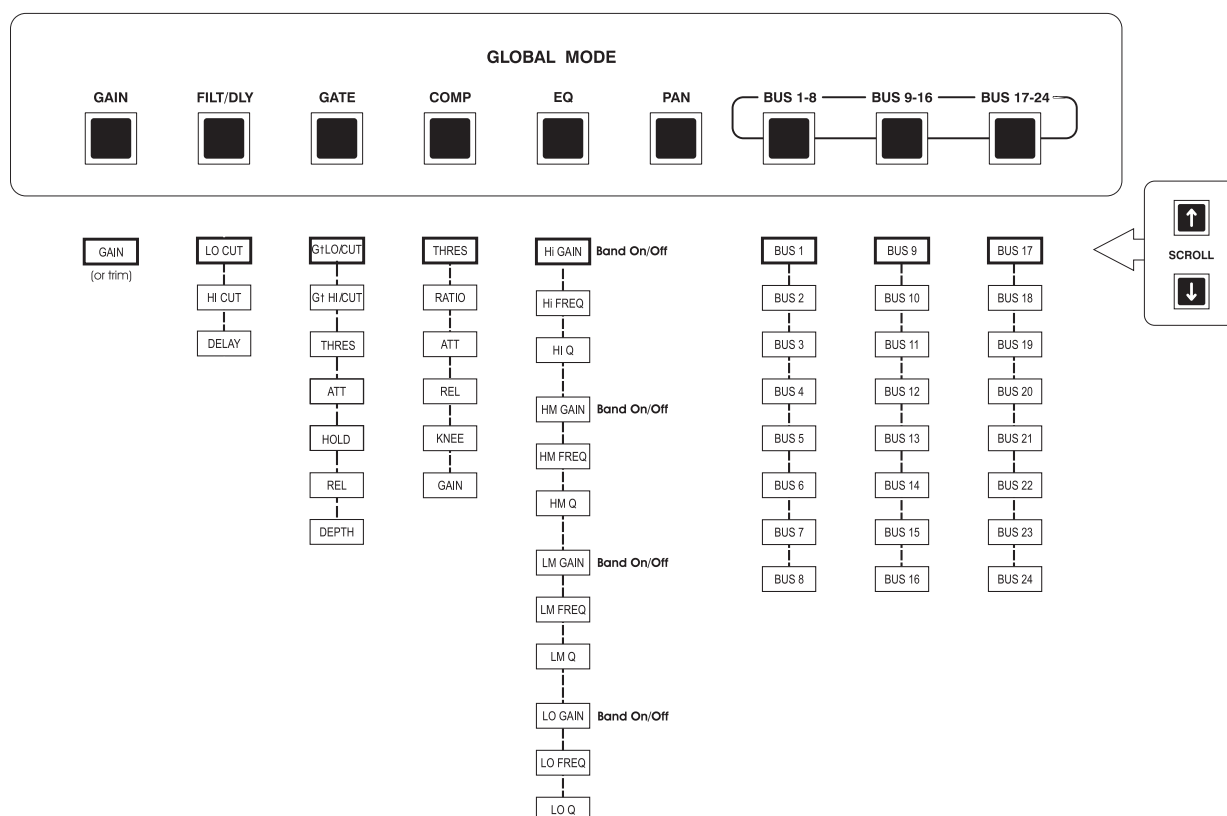 GLOBAL MODE
GAIN
FILT/DLY
GATE
COMP
EQ
PAN
BUS 1-8
BUS 9-16
BUS 17-24
SCROLL
GAIN
(or trim)
LO CUT
HI CUT
DELAY
G†LO/CUT
G† HI/CUT
THRES
ATT
HOLD
REL
DEPTH
THRES
RATIO
ATT
REL
KNEE
GAIN
Hi GAIN Band On/Off
Hi FREQ
HI Q
HM GAIN Band On/Off
HM FREQ
HM Q
LM GAIN Band On/Off
LM FREQ
LM Q
LO GAIN Band On/Off
LO FREQ
LO Q
BUS 1
BUS 2
BUS 3
BUS 4
BUS 5
BUS 6
BUS 7
BUS 8
BUS 9
BUS 10
BUS 11
BUS 12
BUS 13
BUS 14
BUS 15
BUS 16
BUS 17
BUS 18
BUS 19
BUS 20
BUS 21
BUS 22
BUS 23
BUS 24